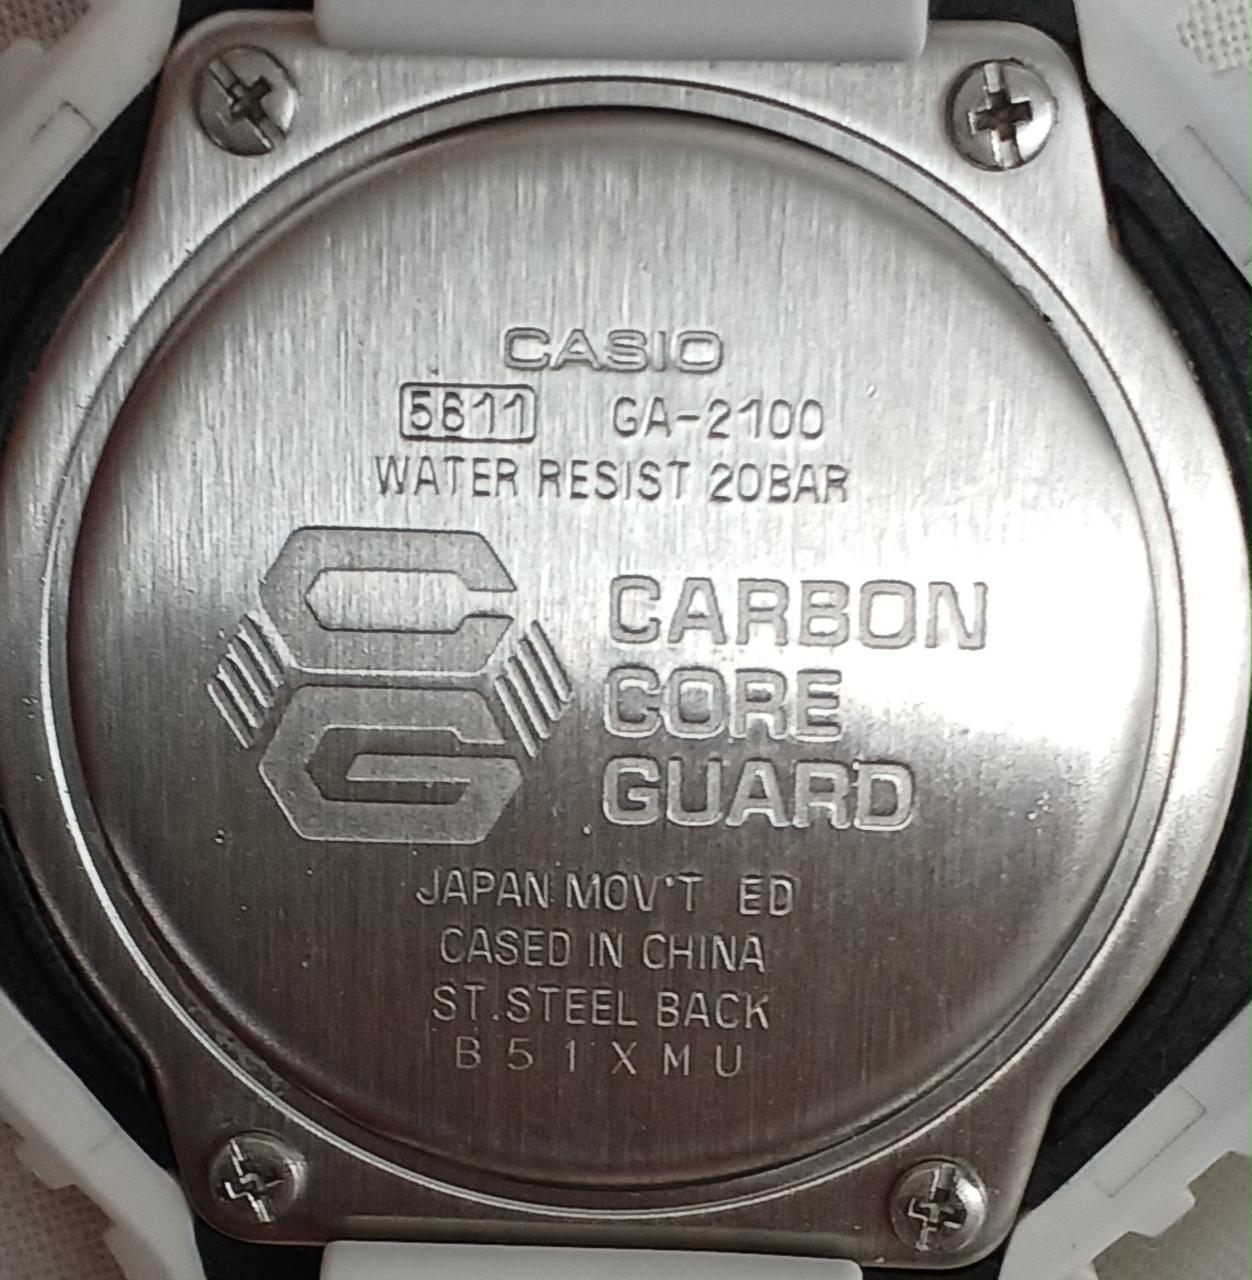 CASIO
5611 GA-2100
WATER RESIST 20BAR
CARBON
CORE
GUARD
JAPAN MOV'T ED
CASED IN CHINA
ST.STEEL BACK
B51XMU